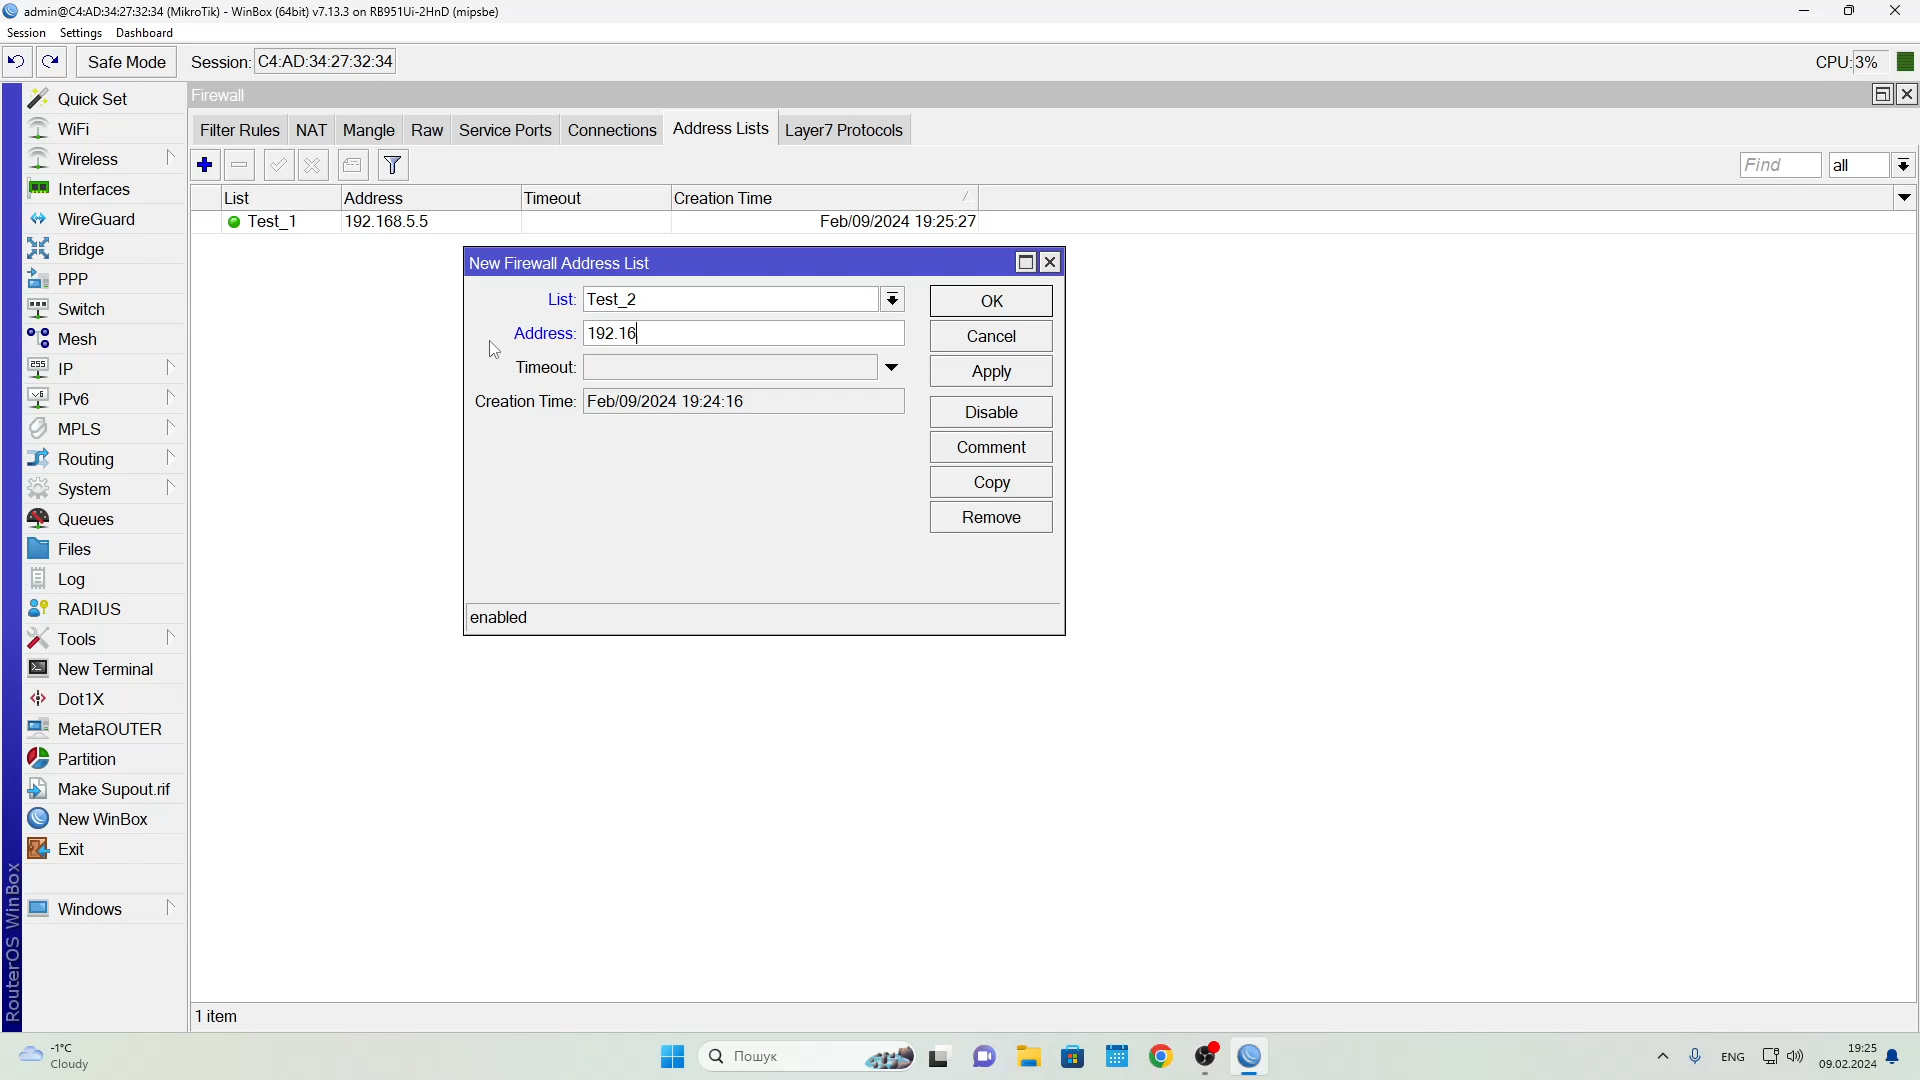 admin@C4:AD:34:27:32:34 (MikroTik) - WinBox (64bit) v7.13.3 on RB951Ui-2HnD (mipsbe)
Session Settings Dashboard
Safe Mode Session: C4:AD:34:27:32:34 CPU: 3%
Quick Set
WiFi
Wireless
Interfaces
WireGuard
Bridge
PPP
Switch
Mesh
IP
IPv6
MPLS
Routing
System
Queues
Files
Log
RADIUS
Tools
New Terminal
Dot1X
MetaROUTER
Partition
Make Supout.rif
New WinBox
Exit
Windows
RouterOS WinBox
Firewall
Filter Rules NAT Mangle Raw Service Ports Connections Address Lists Layer7 Protocols
Find all
List Address Timeout Creation Time
Test_1 192.168.5.5 Feb/09/2024 19:25:27
New Firewall Address List
List: Test_2
Address: 192.16
Timeout:
Creation Time: Feb/09/2024 19:24:16
OK
Cancel
Apply
Disable
Comment
Copy
Remove
enabled
1 item
-1°C
Cloudy
Пошук
ENG
19:25
09.02.2024